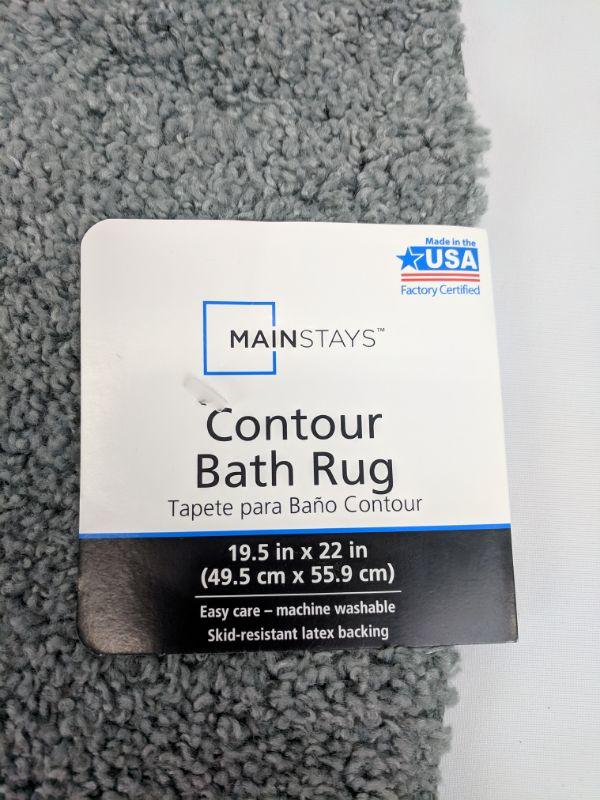 Made in the
USA
Factory Certified
MAINSTAYS™
Contour
Bath Rug
Tapete para Baño Contour
19.5 in x 22 in
(49.5 cm x 55.9 cm)
Easy care – machine washable
Skid-resistant latex backing